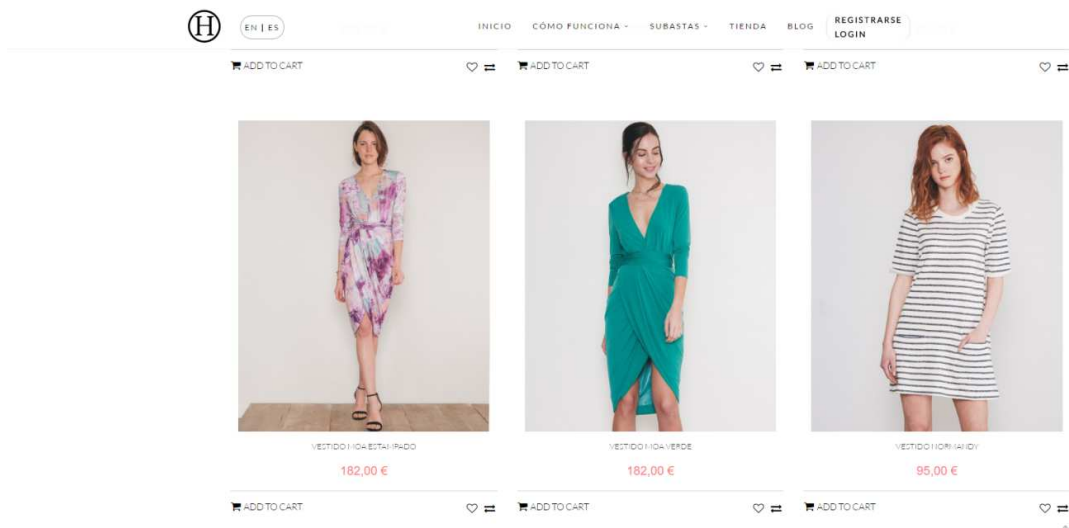 H
EN | ES
INICIO
CÓMO FUNCIONA
SUBASTAS
TIENDA
BLOG
REGISTRARSE
LOGIN
ADD TO CART
ADD TO CART
ADD TO CART
VESTIDO MOA ESTAMPADO
VESTIDO MOA VERDE
VESTIDO NORMANDY
182,00 €
182,00 €
95,00 €
ADD TO CART
ADD TO CART
ADD TO CART